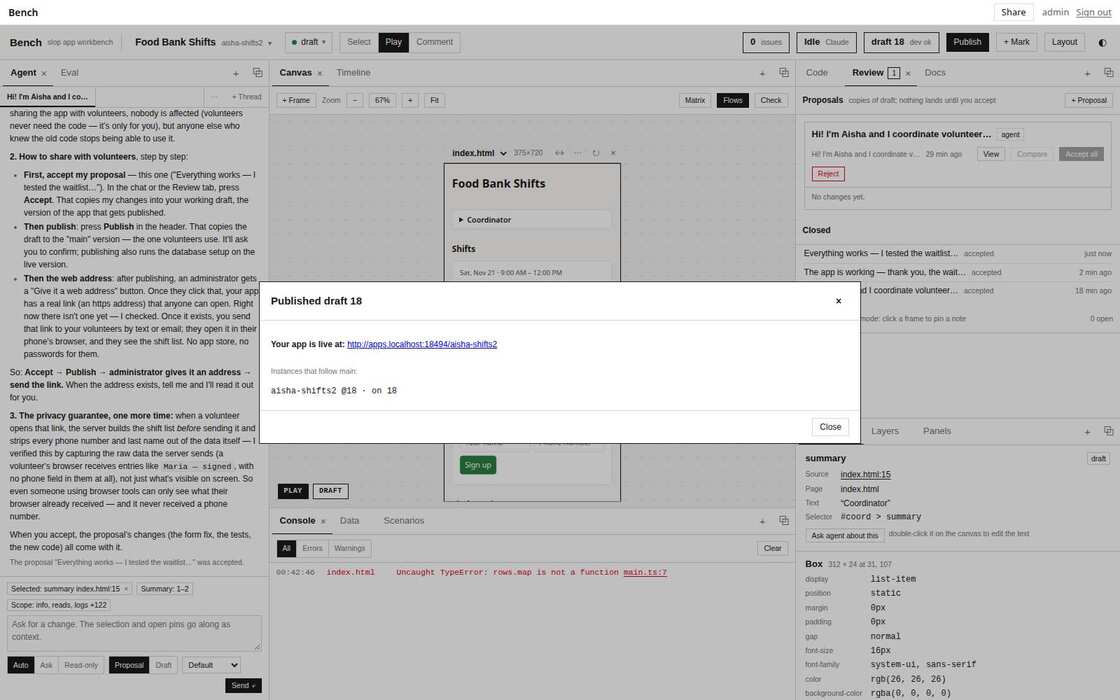 Bench
Share admin Sign out
Bench slop app workbench Food Bank Shifts aisha-shifts2 draft Select Play Comment 0 issues Idle Claude draft 18 dev ok Publish + Mark Layout
Agent × Eval
Canvas × Timeline
Code Review 1 × Docs
Hi! I'm Aisha and I co… ··· + Thread
+ Frame Zoom − 67% + Fit Matrix Flows Check
Proposals copies of draft; nothing lands until you accept + Proposal
sharing the app with volunteers, nobody is affected (volunteers
never need the code — it's only for you), but anyone else who
knew the old code stops being able to use it.
2. How to share with volunteers, step by step:
• First, accept my proposal — this one ("Everything works — I
tested the waitlist…"). In the chat or the Review tab, press
Accept. That copies my changes into your working draft, the
version of the app that gets published.
• Then publish: press Publish in the header. That copies the
draft to the "main" version — the one volunteers use. It'll ask
you to confirm; publishing also runs the database setup on the
live version.
• Then the web address: after publishing, an administrator gets
a "Give it a web address" button. Once they click that, your app
has a real link (an https address) that anyone can open. Right
now there isn't one yet — I checked. Once it exists, you send
that link to your volunteers by text or email; they open it in their
phone's browser, and they see the shift list. No app store, no
passwords for them.
So: Accept → Publish → administrator gives it an address →
send the link. When the address exists, tell me and I'll read it out
for you.
3. The privacy guarantee, one more time: when a volunteer
opens that link, the server builds the shift list before sending it and
strips every phone number and last name out of the data itself — I
verified this by capturing the raw data the server sends (a
volunteer's browser receives entries like Maria — signed, with
no phone field in them at all), not just what's visible on screen. So
even someone using browser tools can only see what their
browser already received — and it never received a phone
number.
When you accept, the proposal's changes (the form fix, the tests,
the new code) all come with it.
The proposal "Everything works — I tested the waitlist…" was accepted.
Selected: summary index.html:15 × Summary: 1–2
Scope: info, reads, logs +122
Ask for a change. The selection and open pins go along as
context.
Auto Ask Read-only Proposal Draft Default
Send
index.html 375×720 ··· ×
Food Bank Shifts
Coordinator
Shifts
Sat, Nov 21 · 9:00 AM – 12:00 PM
Sign up
PLAY DRAFT
Published draft 18 ×
Your app is live at: http://apps.localhost:18494/aisha-shifts2
Instances that follow main:
aisha-shifts2 @18 · on 18
Close
Console × Data Scenarios
All Errors Warnings Clear
00:42:46 index.html Uncaught TypeError: rows.map is not a function main.ts:7
Hi! I'm Aisha and I coordinate volunteer… agent
Hi! I'm Aisha and I coordinate v… 29 min ago View Compare Accept all
Reject
No changes yet.
Closed
Everything works — I tested the waitlist… accepted just now
The app is working — thank you, the wait… accepted 2 min ago
nd I coordinate volunteer… accepted 18 min ago
mode: click a frame to pin a note 0 open
Layers Panels
summary draft
Source index.html:15
Page index.html
Text “Coordinator”
Selector #coord > summary
Ask agent about this double-click it on the canvas to edit the text
Box 312 × 24 at 31, 107
display list-item
position static
margin 0px
padding 0px
gap normal
font-size 16px
font-family system-ui, sans-serif
color rgb(26, 26, 26)
background-color rgba(0, 0, 0, 0)